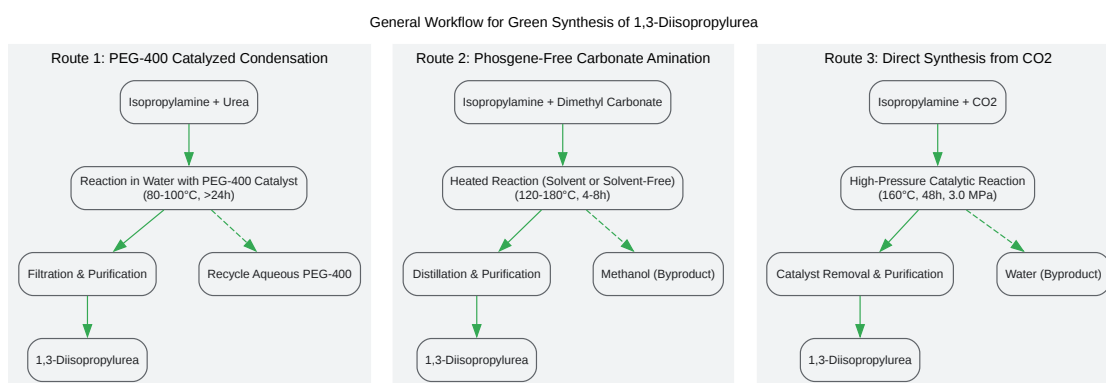 General Workflow for Green Synthesis of 1,3-Diisopropylurea
Route 1: PEG-400 Catalyzed Condensation
Isopropylamine + Urea
Reaction in Water with PEG-400 Catalyst
(80-100°C, >24h)
Filtration & Purification
Recycle Aqueous PEG-400
1,3-Diisopropylurea
Route 2: Phosgene-Free Carbonate Amination
Isopropylamine + Dimethyl Carbonate
Heated Reaction (Solvent or Solvent-Free)
(120-180°C, 4-8h)
Distillation & Purification
Methanol (Byproduct)
1,3-Diisopropylurea
Route 3: Direct Synthesis from CO2
Isopropylamine + CO2
High-Pressure Catalytic Reaction
(160°C, 48h, 3.0 MPa)
Catalyst Removal & Purification
Water (Byproduct)
1,3-Diisopropylurea